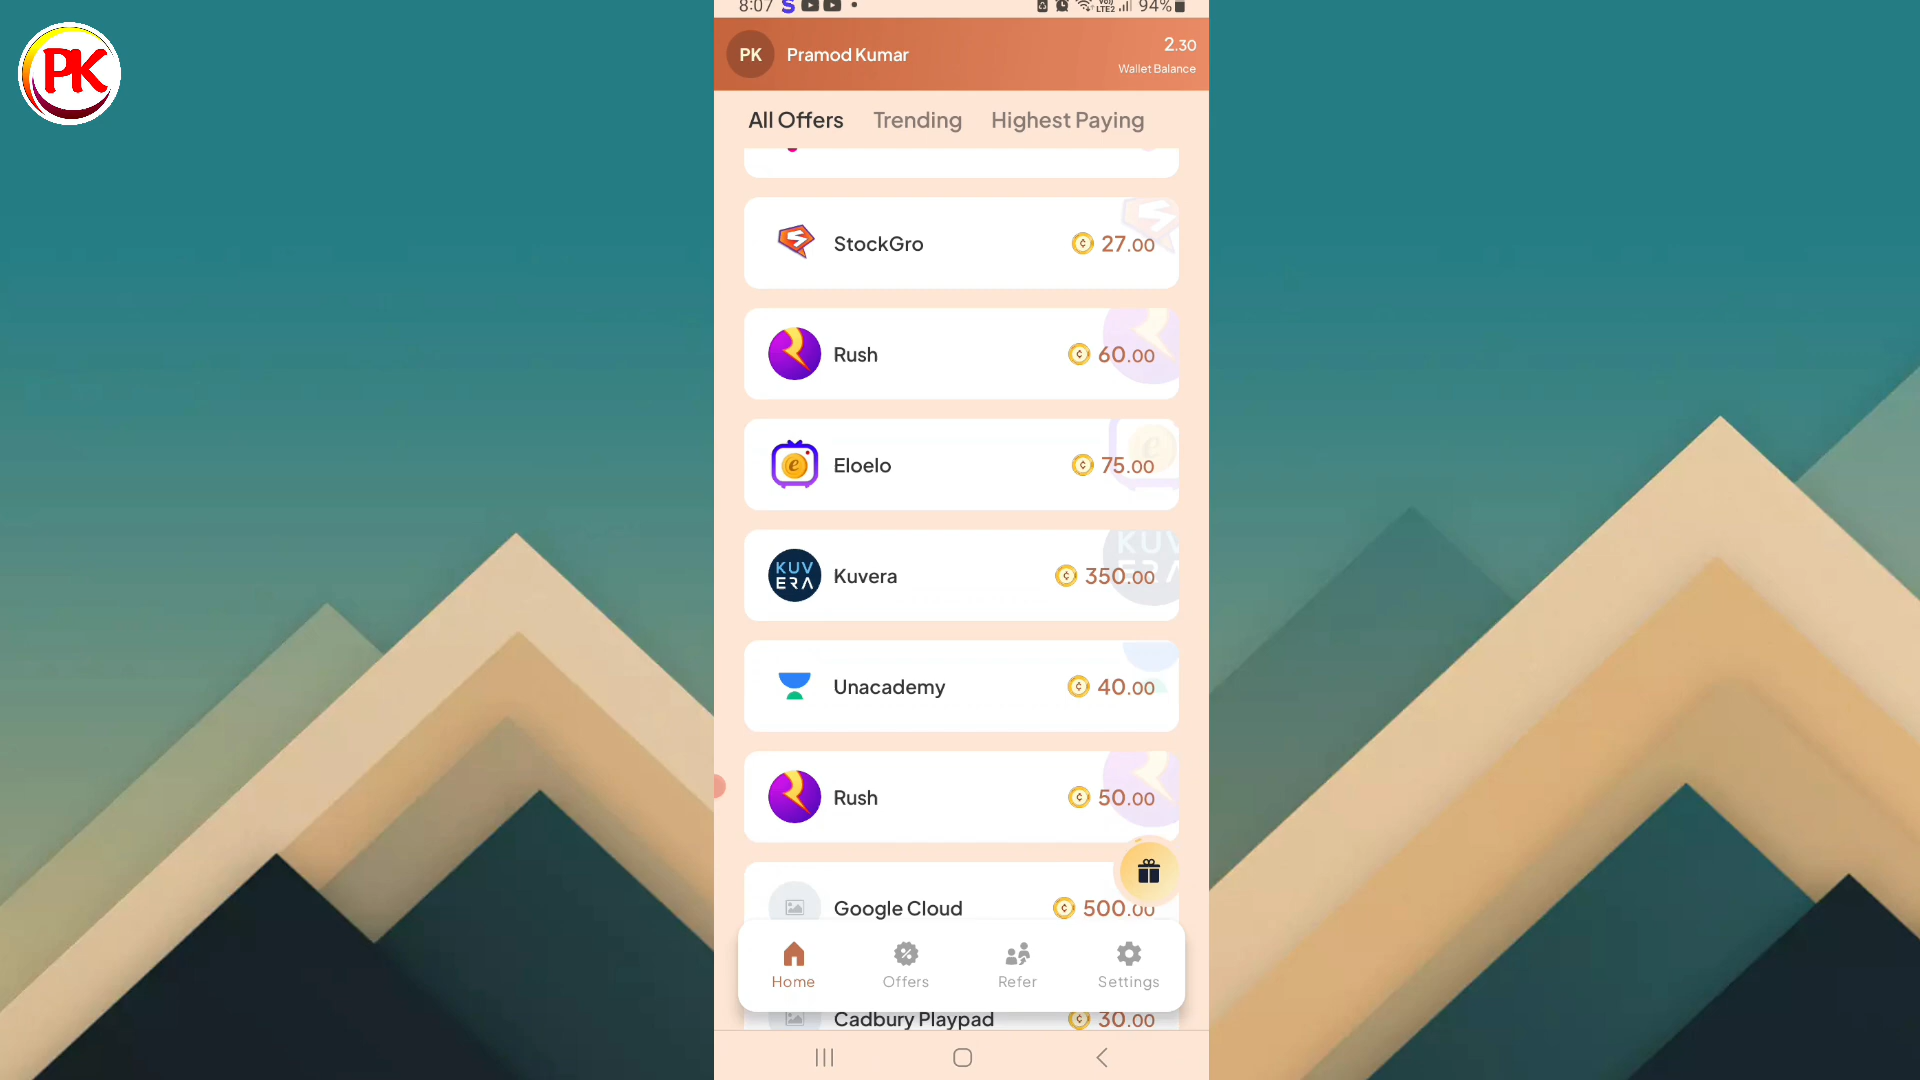 PK
8:07 94%
PK Pramod Kumar 2.30
Wallet Balance
All Offers Trending Highest Paying
StockGro 27.00
Rush 60.00
Eloelo 75.00
KUV
ERA Kuvera 350.00
Unacademy 40.00
Rush 50.00
Google Cloud 500.00
Home Offers Refer Settings
Cadbury Playpad 30.00